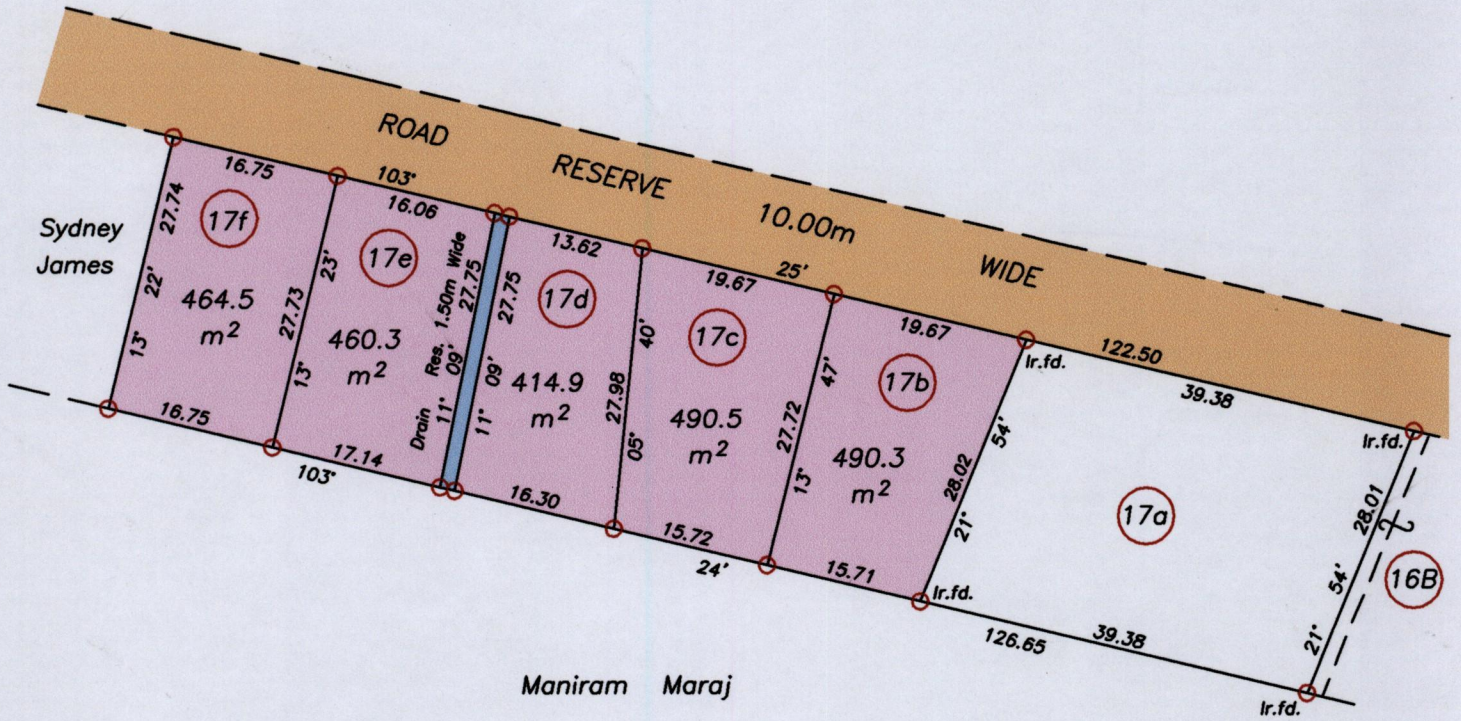 ROAD RESERVE 10.00m WIDE
103° 25'
122.50
Sydney
James
16.75
27.74
22'
13°
17f
464.5
m²
16.75
23'
27.73
13°
16.06
17e
460.3
m²
17.14
Drain Res. 1.50m Wide
11° 09' 27.75
11° 09' 27.75
13.62
17d
414.9
m²
16.30
40'
27.98
05°
19.67
17c
490.5
m²
15.72
47'
27.72
13°
19.67
17b
490.3
m²
15.71
Ir.fd.
54'
28.02
21°
Ir.fd.
39.38
17a
39.38
Ir.fd.
28.01
54'
21°
Ir.fd.
16B
103° 24'
126.65
Maniram Maraj